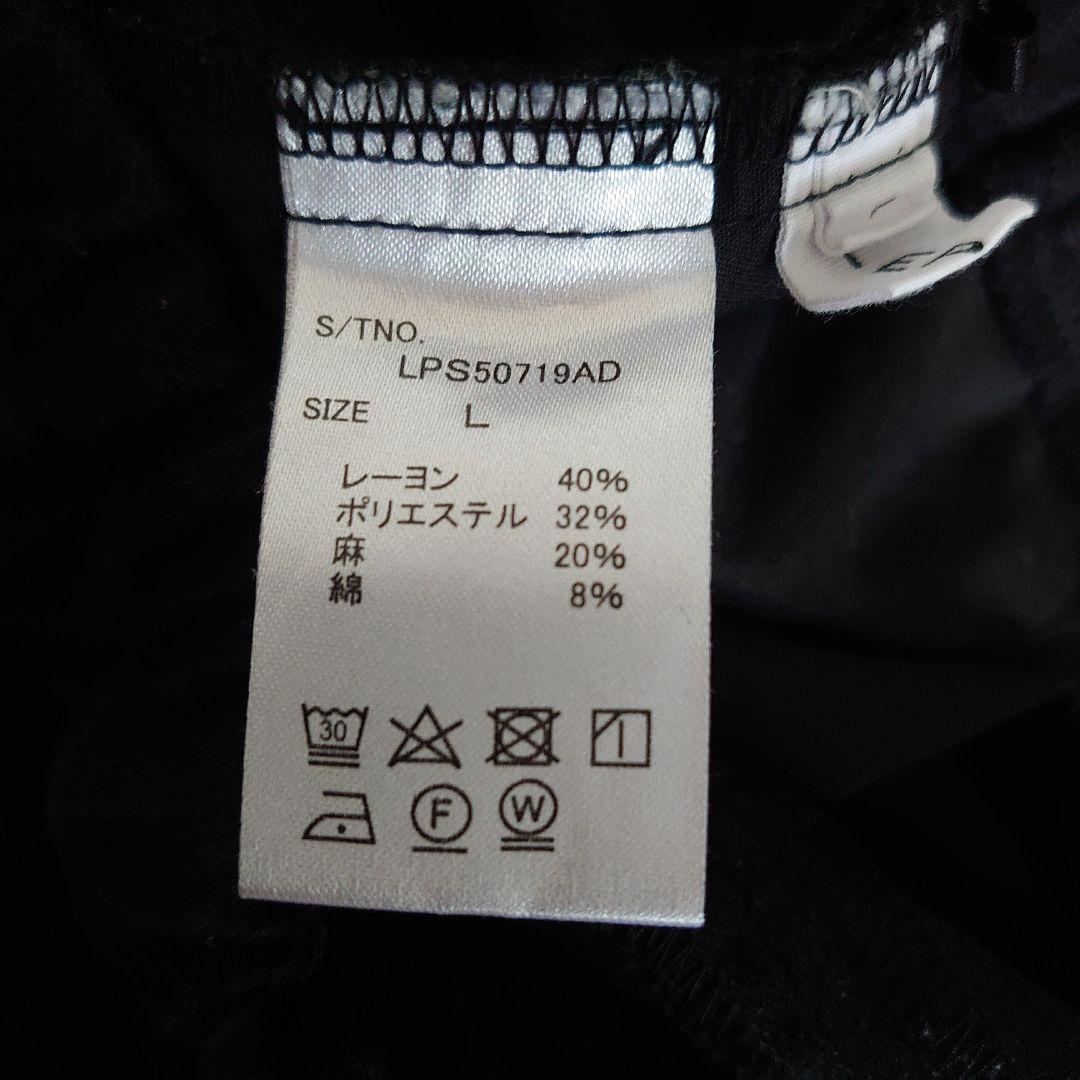 S/TNO.
LPS50719AD
SIZE L
レーヨン 40%
ポリエステル 32%
麻 20%
綿 8%
30
F
W